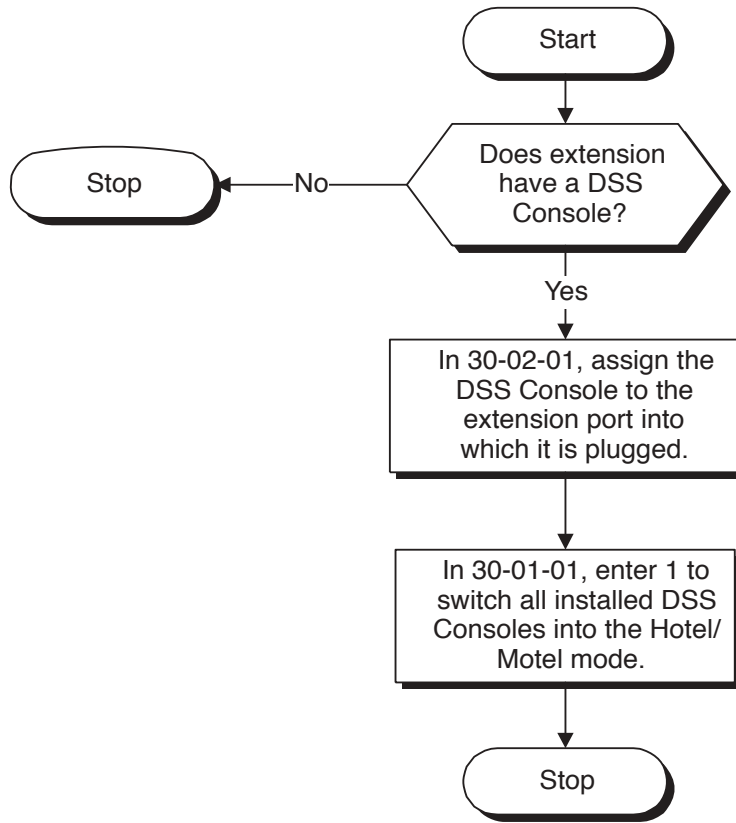 Start
Does extension
have a DSS
Console?
No
Stop
Yes
In 30-02-01, assign the
DSS Console to the
extension port into
which it is plugged.
In 30-01-01, enter 1 to
switch all installed DSS
Consoles into the Hotel/
Motel mode.
Stop